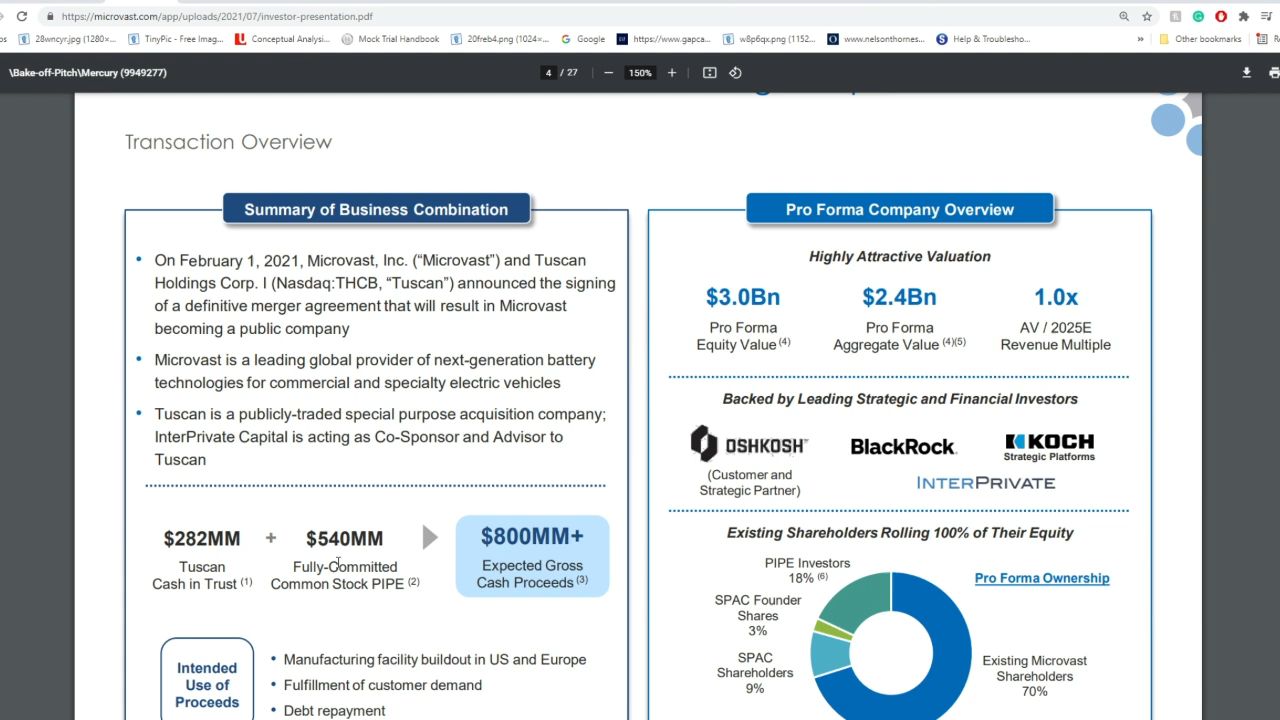 https://microvast.com/app/uploads/2021/07/investor-presentation.pdf
28wncyr.jpg (1280×...
TinyPic - Free Imag...
Conceptual Analysi...
Mock Trial Handbook
20freb4.png (1024×...
Google
https://www.gapca...
w8p6qx.png (1152...
www.nelsonthornes...
Help & Troublesho...
»
Other bookmarks
\Bake-off-Pitch\Mercury (9949277)
4 / 27
150%
Transaction Overview
Summary of Business Combination
• On February 1, 2021, Microvast, Inc. (“Microvast”) and Tuscan
Holdings Corp. I (Nasdaq:THCB, “Tuscan”) announced the signing
of a definitive merger agreement that will result in Microvast
becoming a public company
• Microvast is a leading global provider of next-generation battery
technologies for commercial and specialty electric vehicles
• Tuscan is a publicly-traded special purpose acquisition company;
InterPrivate Capital is acting as Co-Sponsor and Advisor to
Tuscan
$282MM + $540MM $800MM+
Tuscan
Cash in Trust (1)
Fully-Committed
Common Stock PIPE (2)
Expected Gross
Cash Proceeds (3)
Intended
Use of
Proceeds
• Manufacturing facility buildout in US and Europe
• Fulfillment of customer demand
• Debt repayment
Pro Forma Company Overview
Highly Attractive Valuation
$3.0Bn
Pro Forma
Equity Value (4)
$2.4Bn
Pro Forma
Aggregate Value (4)(5)
1.0x
AV / 2025E
Revenue Multiple
Backed by Leading Strategic and Financial Investors
OSHKOSH
(Customer and
Strategic Partner)
BlackRock.
KOCH
Strategic Platforms
INTERPRIVATE
Existing Shareholders Rolling 100% of Their Equity
Pro Forma Ownership
PIPE Investors
18% (6)
SPAC Founder
Shares
3%
SPAC
Shareholders
9%
Existing Microvast
Shareholders
70%